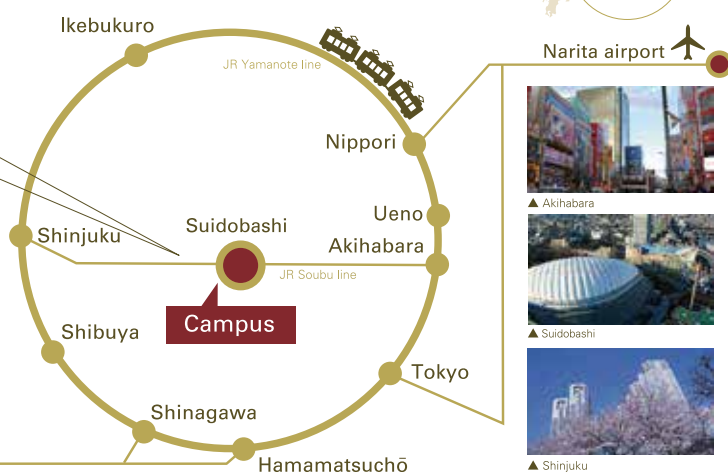 Ikebukuro
Narita airport
JR Yamanote line
Nippori
▲ Akihabara
Ueno
Suidobashi
Shinjuku
Akihabara
JR Soubu line
Campus
Shibuya
▲ Suidobashi
Tokyo
Shinagawa
Hamamatsuchō
▲ Shinjuku